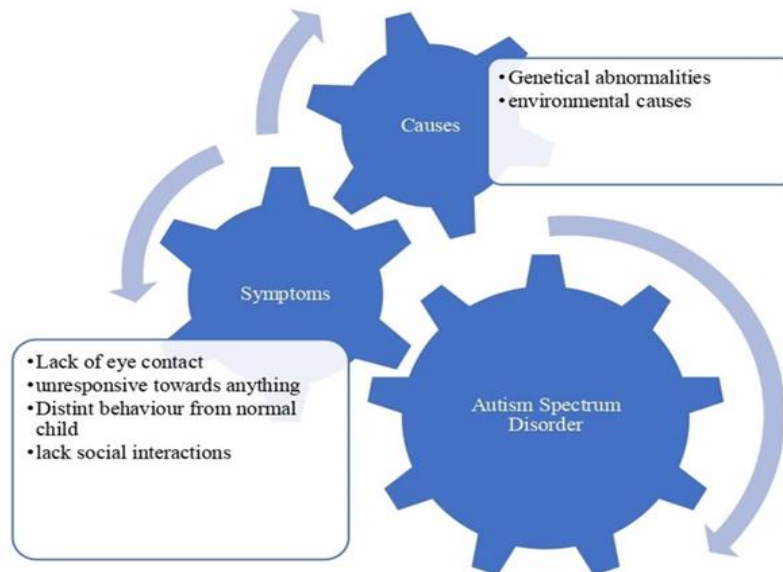 Causes
•Genetical abnormalities
•environmental causes
Symptoms
•Lack of eye contact
•unresponsive towards anything
•Distint behaviour from normal
child
•lack social interactions
Autism Spectrum
Disorder